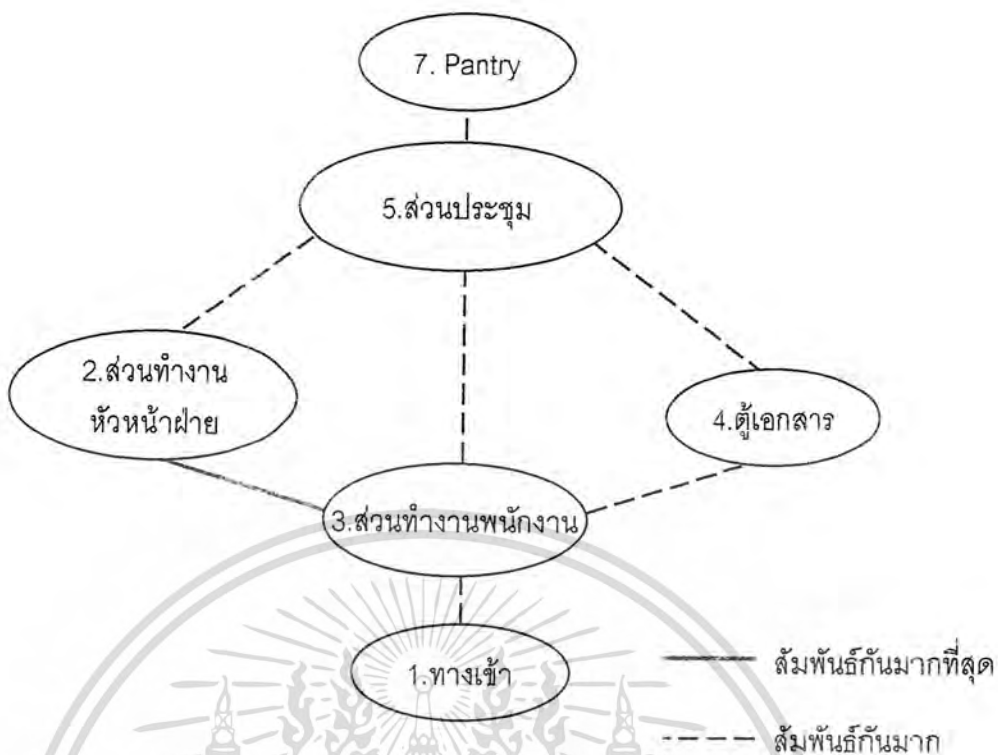 7. Pantry
5.ส่วนประชุม
2.ส่วนทำงาน
หัวหน้าฝ่าย
4.ตู้เอกสาร
3.ส่วนทำงานพนักงาน
1.ทางเข้า
สัมพันธ์กันมากที่สุด
สัมพันธ์กันมาก